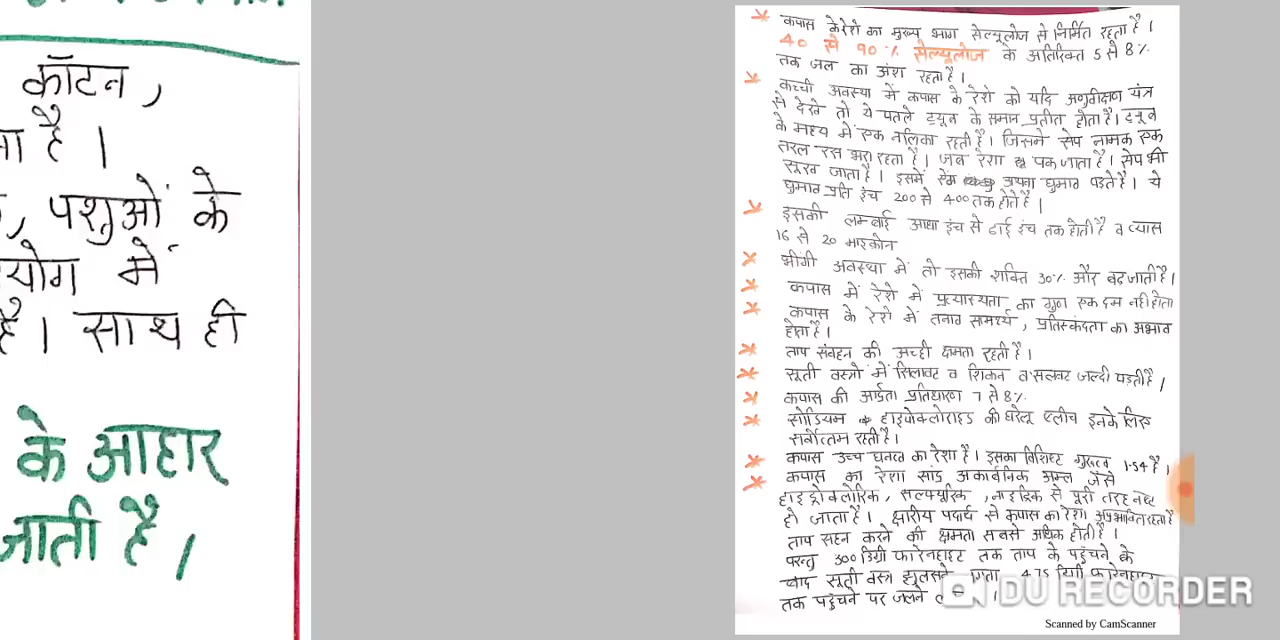 कॉटन,
है।
, पशुओं के
योग में
है। साथ ही
के आहार
जाती है।
कपास के रेशे का मुख्य भाग सेल्यूलोज से निर्मित रहता है।
40 से 90% सेल्यूलोज के अतिरिक्त 5 से 8%
तक जल का अंश रहता है।
कच्ची अवस्था में कपास के रेशे को यदि अणुवीक्षण यंत्र
से देखे तो ये पतले ट्यूब के समान प्रतीत होता है। ट्यूब
के मध्य में एक नलिका रहती है। जिसमे सेप नामक एक
तरल रस भरा रहता है। जब रेशा पक जाता है। सेप भी
सूख जाता है। इसमें ऐंठन अथवा घुमाव पड़ते है। ये
घुमाव प्रति इंच 200 से 400 तक होते है।
इसकी लम्बाई आधा इंच से ढाई इंच तक होती है व व्यास
16 से 20 माइक्रोन
भीगी अवस्था में तो इसकी शक्ति 30% और बढ जाती है।
कपास में रेशे में प्रत्यास्थता का गुण एकदम नही होता
कपास के रेशे में तनाव सामर्थ्य, प्रतिस्कंदता का अभाव
होता है।
ताप संवहन की अच्छी क्षमता रहती है।
सूती वस्त्रों में सिलावट व शिकन व सलवट जल्दी पड़ती है।
कपास की आर्द्रता प्रतिधारण 7 से 8%
सोडियम हाइपोक्लोराइड की घरेलू ब्लीच इनके लिए
सर्वोत्तम रहती है।
कपास उच्च घनत्व का रेशा है। इसका विशिष्ट गुरुत्व 1.54 है।
कपास का रेशा सांद्र अकार्बनिक अम्ल जैसे
हाइड्रोक्लोरिक, सल्फ्यूरिक, नाइट्रिक से पूरी तरह नष्ट
हो जाता है। क्षारीय पदार्थ से कपास का रेशा अप्रभावित रहता है
ताप सहन करने की क्षमता सबसे अधिक होती है।
परन्तु 300 डिग्री फारेनहाइट तक ताप के पहुंचने के
बाद सूती वस्त्र झुलसने 475 डिग्री फारेनहाइट
तक पहुंचने पर जलने
DU RECORDER
Scanned by CamScanner